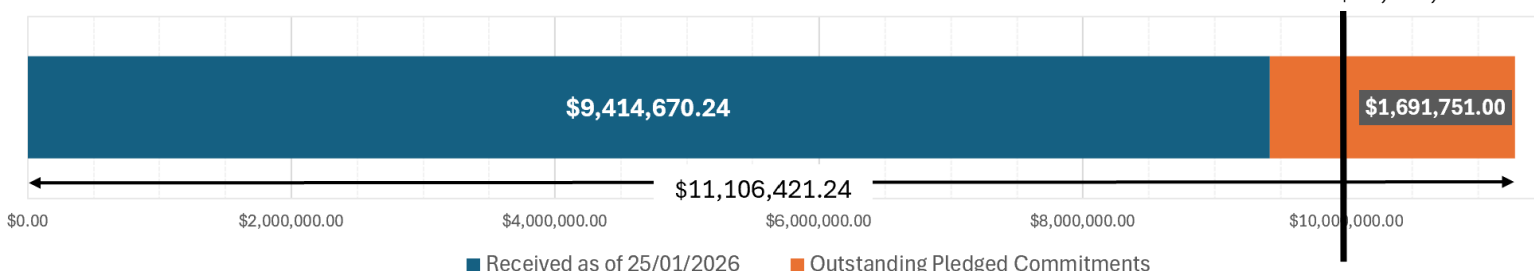 $9,414,670.24
$1,691,751.00
$11,106,421.24
$0.00 $2,000,000.00 $4,000,000.00 $6,000,000.00 $8,000,000.00 $10,000,000.00
Received as of 25/01/2026 Outstanding Pledged Commitments